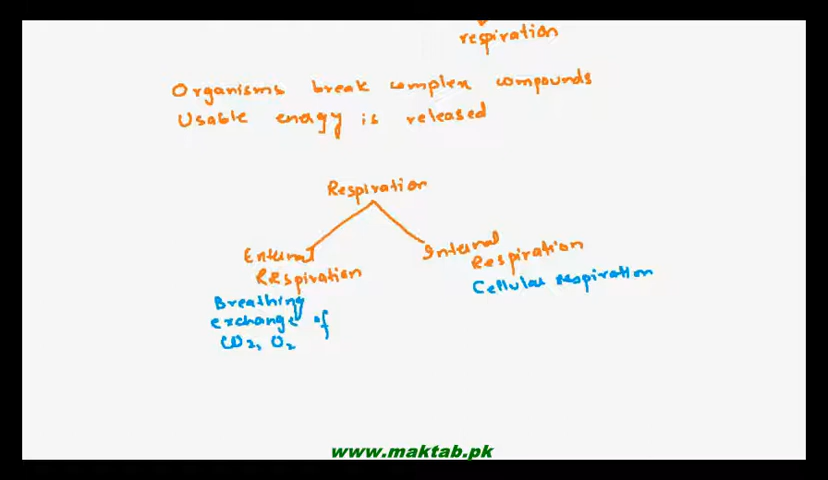 respiration
Organisms break complex compounds
Usable energy is released
Respiration
External
Respiration
Breathing
exchange of
CO2, O2
Internal
Respiration
Cellular respiration
www.maktab.pk